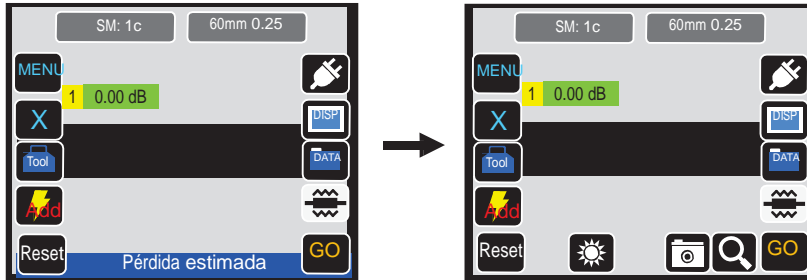 SM: 1c 60mm 0.25
MENU
1 0.00 dB
X DISP
Tool DATA
Add
Reset Pérdida estimada GO
SM: 1c 60mm 0.25
MENU
1 0.00 dB
X DISP
Tool DATA
Add
Reset GO